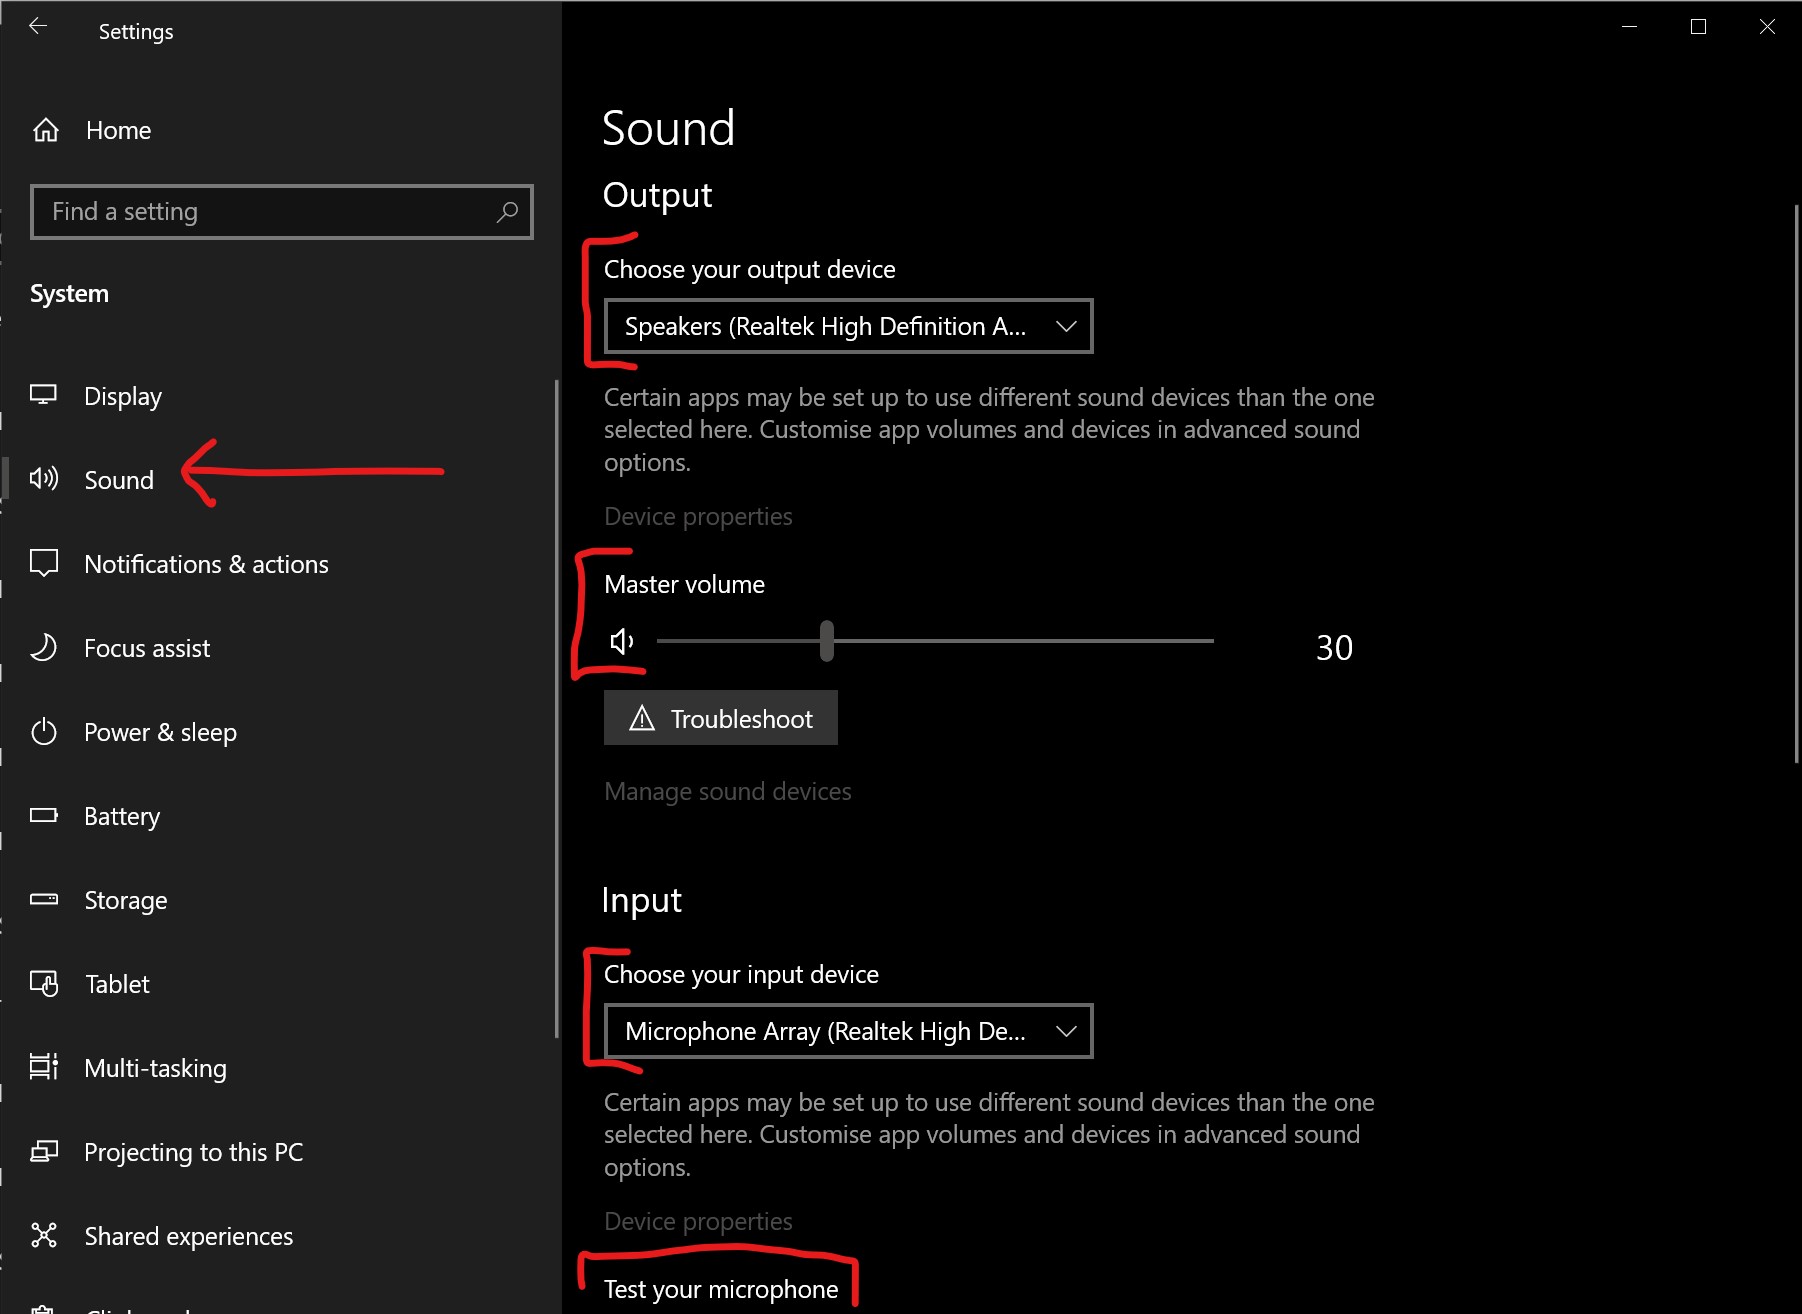 Settings
Home
Find a setting
System
Display
Sound
Notifications & actions
Focus assist
Power & sleep
Battery
Storage
Tablet
Multi-tasking
Projecting to this PC
Shared experiences
Sound
Output
Choose your output device
Speakers (Realtek High Definition A...
Certain apps may be set up to use different sound devices than the one
selected here. Customise app volumes and devices in advanced sound
options.
Device properties
Master volume
30
Troubleshoot
Manage sound devices
Input
Choose your input device
Microphone Array (Realtek High De...
Certain apps may be set up to use different sound devices than the one
selected here. Customise app volumes and devices in advanced sound
options.
Device properties
Test your microphone